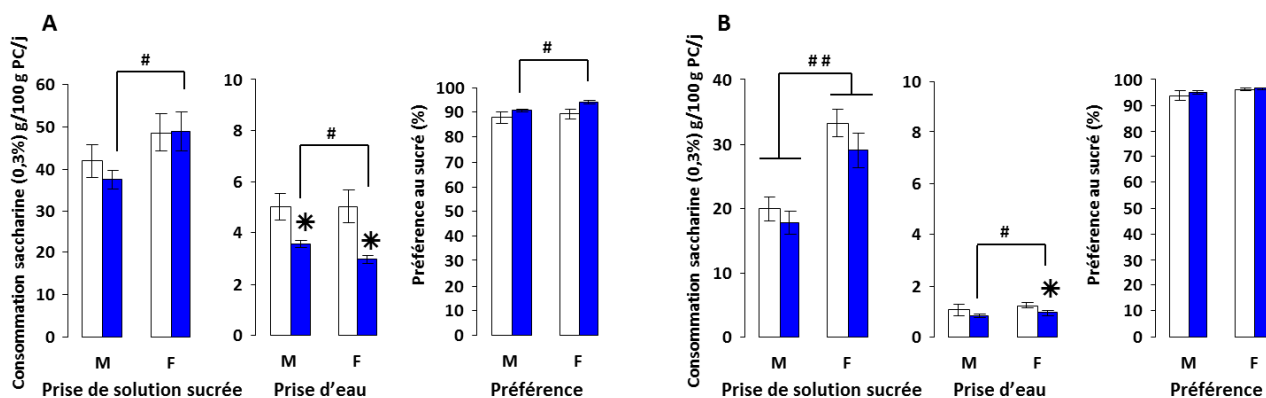 A
Consommation saccharine (0,3%) g/100 g PC/j
60
50
40
30
20
10
0
#
M F
Prise de solution sucrée
10
8
6
4
2
0
#
M F
Prise d’eau
Préférence au sucré (%)
100
90
80
70
60
50
40
30
20
10
0
#
M F
Préférence
B
Consommation saccharine (0,3%) g/100 g PC/j
40
30
20
10
0
# #
M F
Prise de solution sucrée
10
8
6
4
2
0
#
M F
Prise d’eau
Préférence au sucré (%)
100
90
80
70
60
50
40
30
20
10
0
M F
Préférence